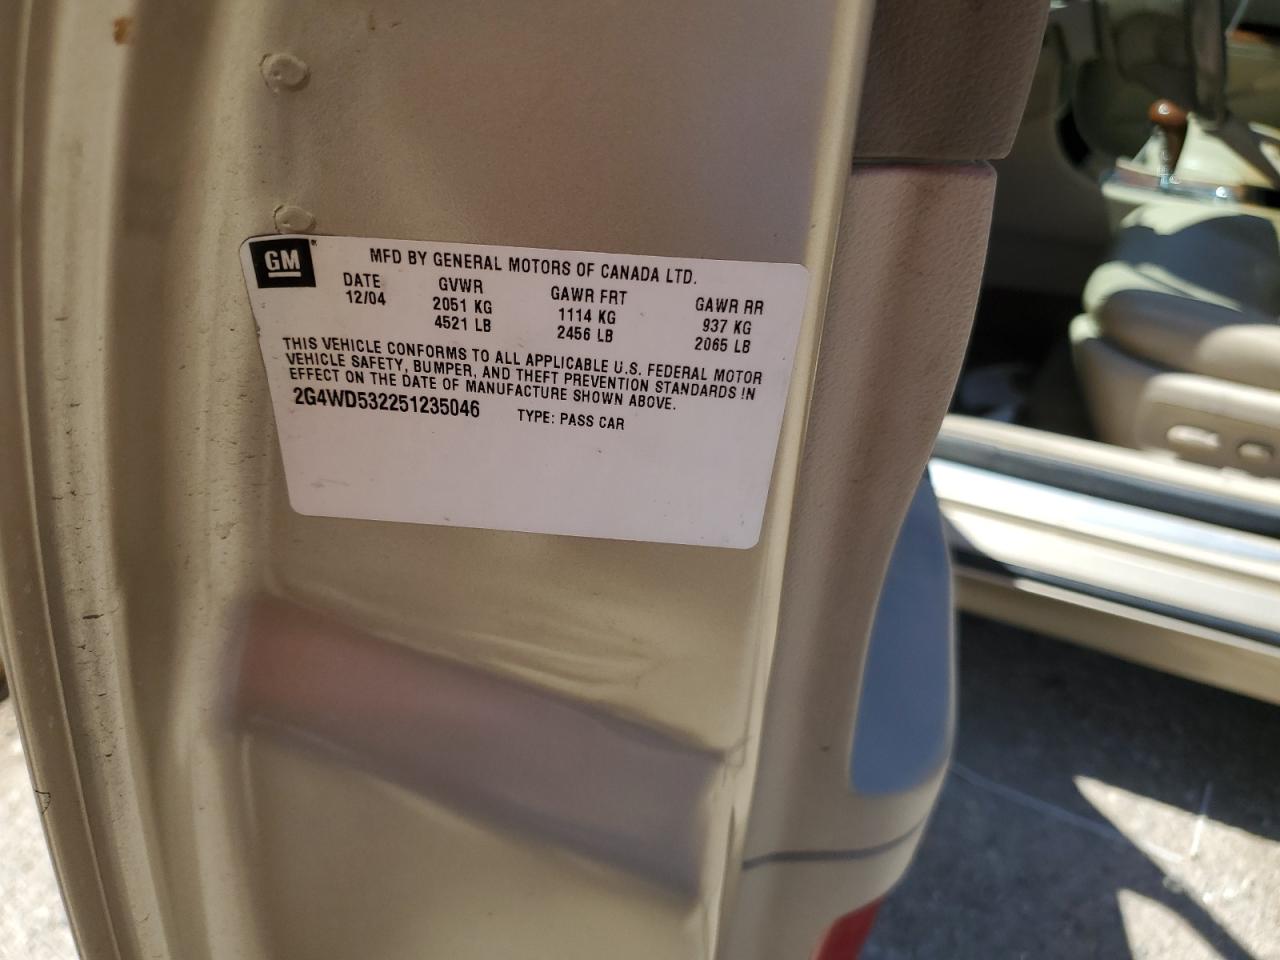 GM
MFD BY GENERAL MOTORS OF CANADA LTD.
DATE GVWR GAWR FRT GAWR RR
12/04 2051 KG 1114 KG 937 KG
4521 LB 2456 LB 2065 LB
THIS VEHICLE CONFORMS TO ALL APPLICABLE U.S. FEDERAL MOTOR
VEHICLE SAFETY, BUMPER, AND THEFT PREVENTION STANDARDS IN
EFFECT ON THE DATE OF MANUFACTURE SHOWN ABOVE.
2G4WD532251235046 TYPE: PASS CAR